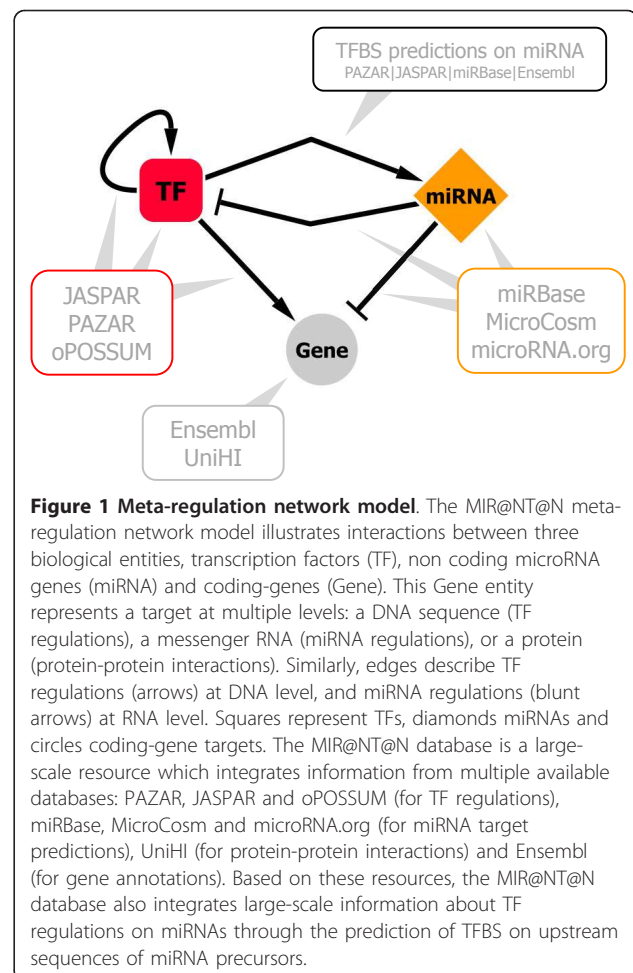 TFBS predictions on miRNA
PAZAR|JASPAR|miRBase|Ensembl
TF
miRNA
JASPAR
PAZAR
oPOSSUM
miRBase
MicroCosm
microRNA.org
Gene
Ensembl
UniHI
Figure 1 Meta-regulation network model. The MIR@NT@N meta-
regulation network model illustrates interactions between three
biological entities, transcription factors (TF), non coding microRNA
genes (miRNA) and coding-genes (Gene). This Gene entity
represents a target at multiple levels: a DNA sequence (TF
regulations), a messenger RNA (miRNA regulations), or a protein
(protein-protein interactions). Similarly, edges describe TF
regulations (arrows) at DNA level, and miRNA regulations (blunt
arrows) at RNA level. Squares represent TFs, diamonds miRNAs and
circles coding-gene targets. The MIR@NT@N database is a large-
scale resource which integrates information from multiple available
databases: PAZAR, JASPAR and oPOSSUM (for TF regulations),
miRBase, MicroCosm and microRNA.org (for miRNA target
predictions), UniHI (for protein-protein interactions) and Ensembl
(for gene annotations). Based on these resources, the MIR@NT@N
database also integrates large-scale information about TF
regulations on miRNAs through the prediction of TFBS on upstream
sequences of miRNA precursors.